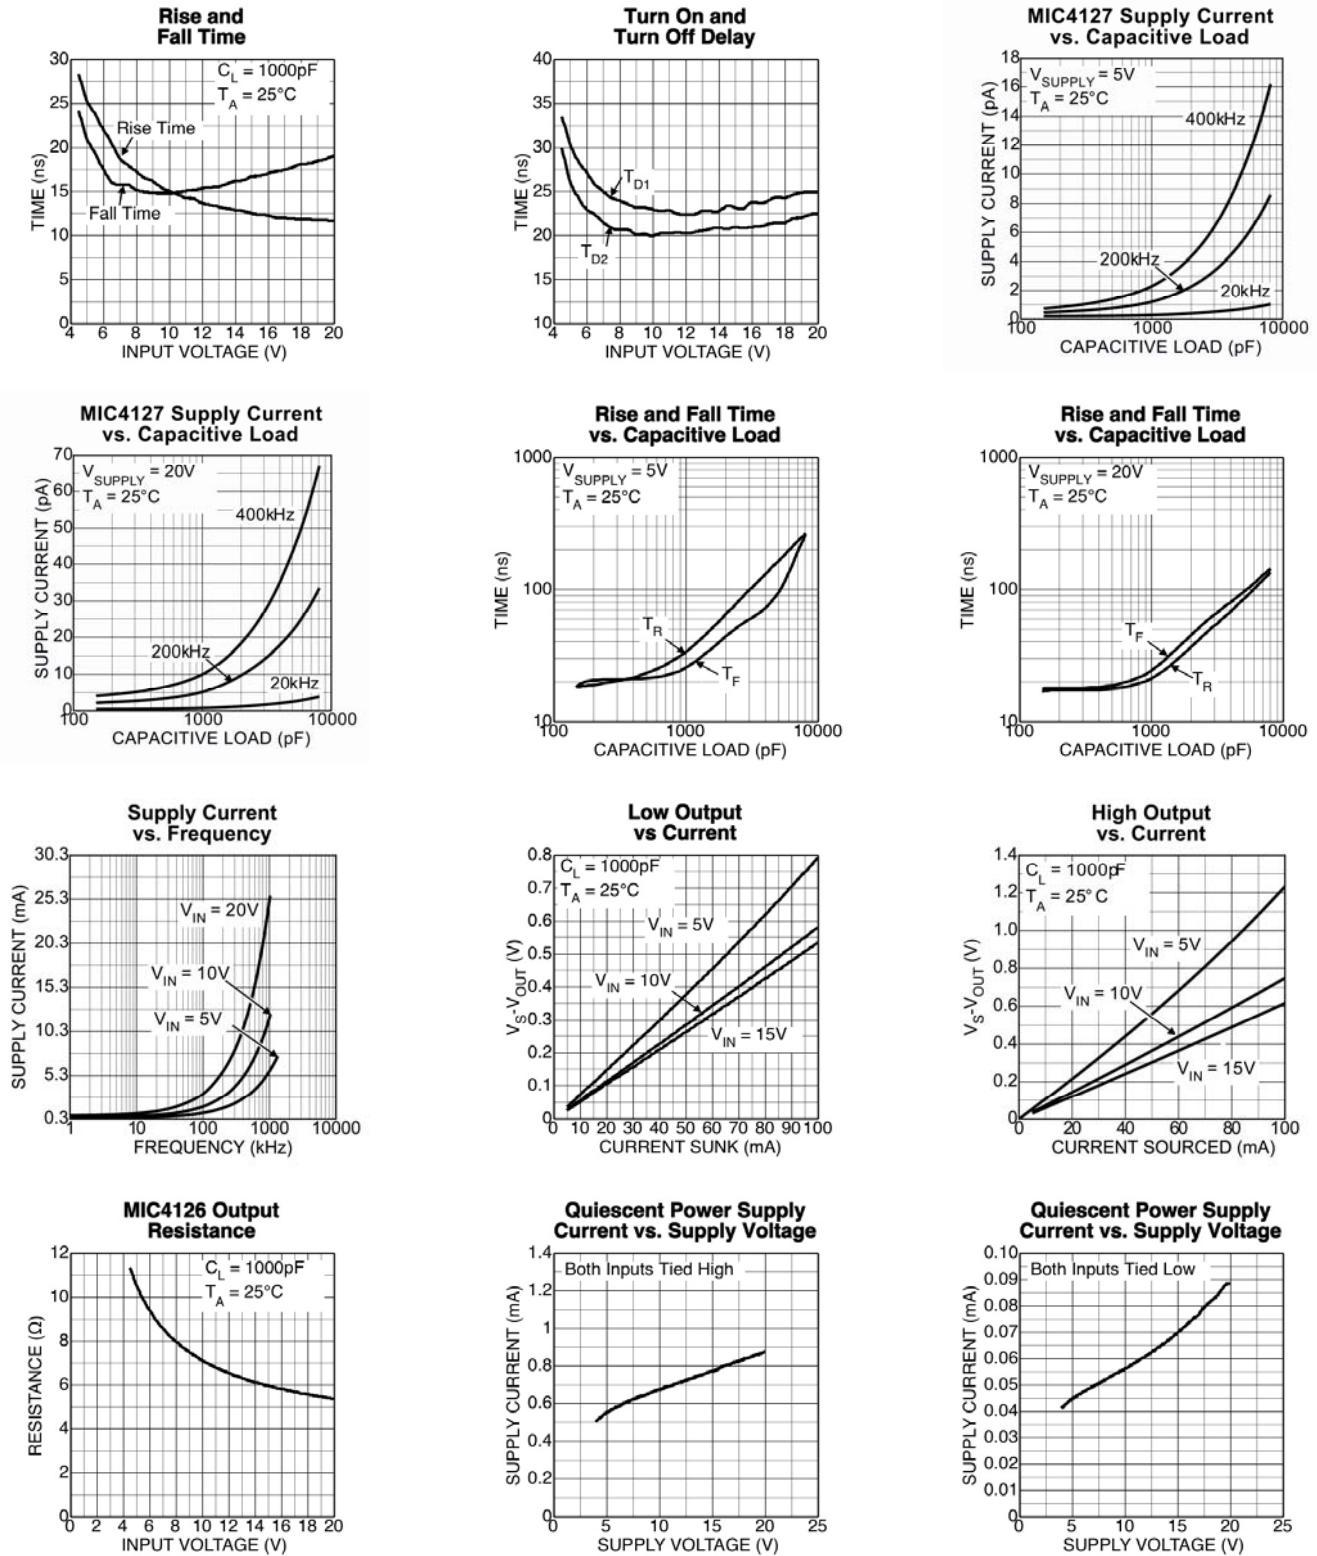 Rise and
Fall Time
30
25
20
15
10
5
0
TIME (ns)
C_L = 1000pF
T_A = 25°C
Rise Time
Fall Time
4 6 8 10 12 14 16 18 20
INPUT VOLTAGE (V)
Turn On and
Turn Off Delay
40
35
30
25
20
15
10
TIME (ns)
T_D1
T_D2
4 6 8 10 12 14 16 18 20
INPUT VOLTAGE (V)
MIC4127 Supply Current
vs. Capacitive Load
18
16
14
12
10
8
6
4
2
0
SUPPLY CURRENT (pA)
V_SUPPLY = 5V
T_A = 25°C
400kHz
200kHz
20kHz
100 1000 10000
CAPACITIVE LOAD (pF)
MIC4127 Supply Current
vs. Capacitive Load
70
60
50
40
30
20
10
0
SUPPLY CURRENT (pA)
V_SUPPLY = 20V
T_A = 25°C
400kHz
200kHz
20kHz
100 1000 10000
CAPACITIVE LOAD (pF)
Rise and Fall Time
vs. Capacitive Load
1000
100
10
TIME (ns)
V_SUPPLY = 5V
T_A = 25°C
T_R
T_F
100 1000 10000
CAPACITIVE LOAD (pF)
Rise and Fall Time
vs. Capacitive Load
1000
100
10
TIME (ns)
V_SUPPLY = 20V
T_A = 25°C
T_F
T_R
100 1000 10000
CAPACITIVE LOAD (pF)
Supply Current
vs. Frequency
30.3
25.3
20.3
15.3
10.3
5.3
0.3
SUPPLY CURRENT (mA)
V_IN = 20V
V_IN = 10V
V_IN = 5V
1 10 100 1000 10000
FREQUENCY (kHz)
Low Output
vs Current
0.8
0.7
0.6
0.5
0.4
0.3
0.2
0.1
0
V_S-V_OUT (V)
C_L = 1000pF
T_A = 25°C
V_IN = 5V
V_IN = 10V
V_IN = 15V
0 10 20 30 40 50 60 70 80 90 100
CURRENT SUNK (mA)
High Output
vs. Current
1.4
1.2
1.0
0.8
0.6
0.4
0.2
0
V_S-V_OUT (V)
C_L = 1000pF
T_A = 25°C
V_IN = 5V
V_IN = 10V
V_IN = 15V
0 20 40 60 80 100
CURRENT SOURCED (mA)
MIC4126 Output
Resistance
12
10
8
6
4
2
0
RESISTANCE (Ω)
C_L = 1000pF
T_A = 25°C
0 2 4 6 8 10 12 14 16 18 20
INPUT VOLTAGE (V)
Quiescent Power Supply
Current vs. Supply Voltage
1.4
1.2
1
0.8
0.6
0.4
0.2
0
SUPPLY CURRENT (mA)
Both Inputs Tied High
0 5 10 15 20 25
SUPPLY VOLTAGE (V)
Quiescent Power Supply
Current vs. Supply Voltage
0.10
0.09
0.08
0.07
0.06
0.05
0.04
0.03
0.02
0.01
0
SUPPLY CURRENT (mA)
Both Inputs Tied Low
0 5 10 15 20 25
SUPPLY VOLTAGE (V)